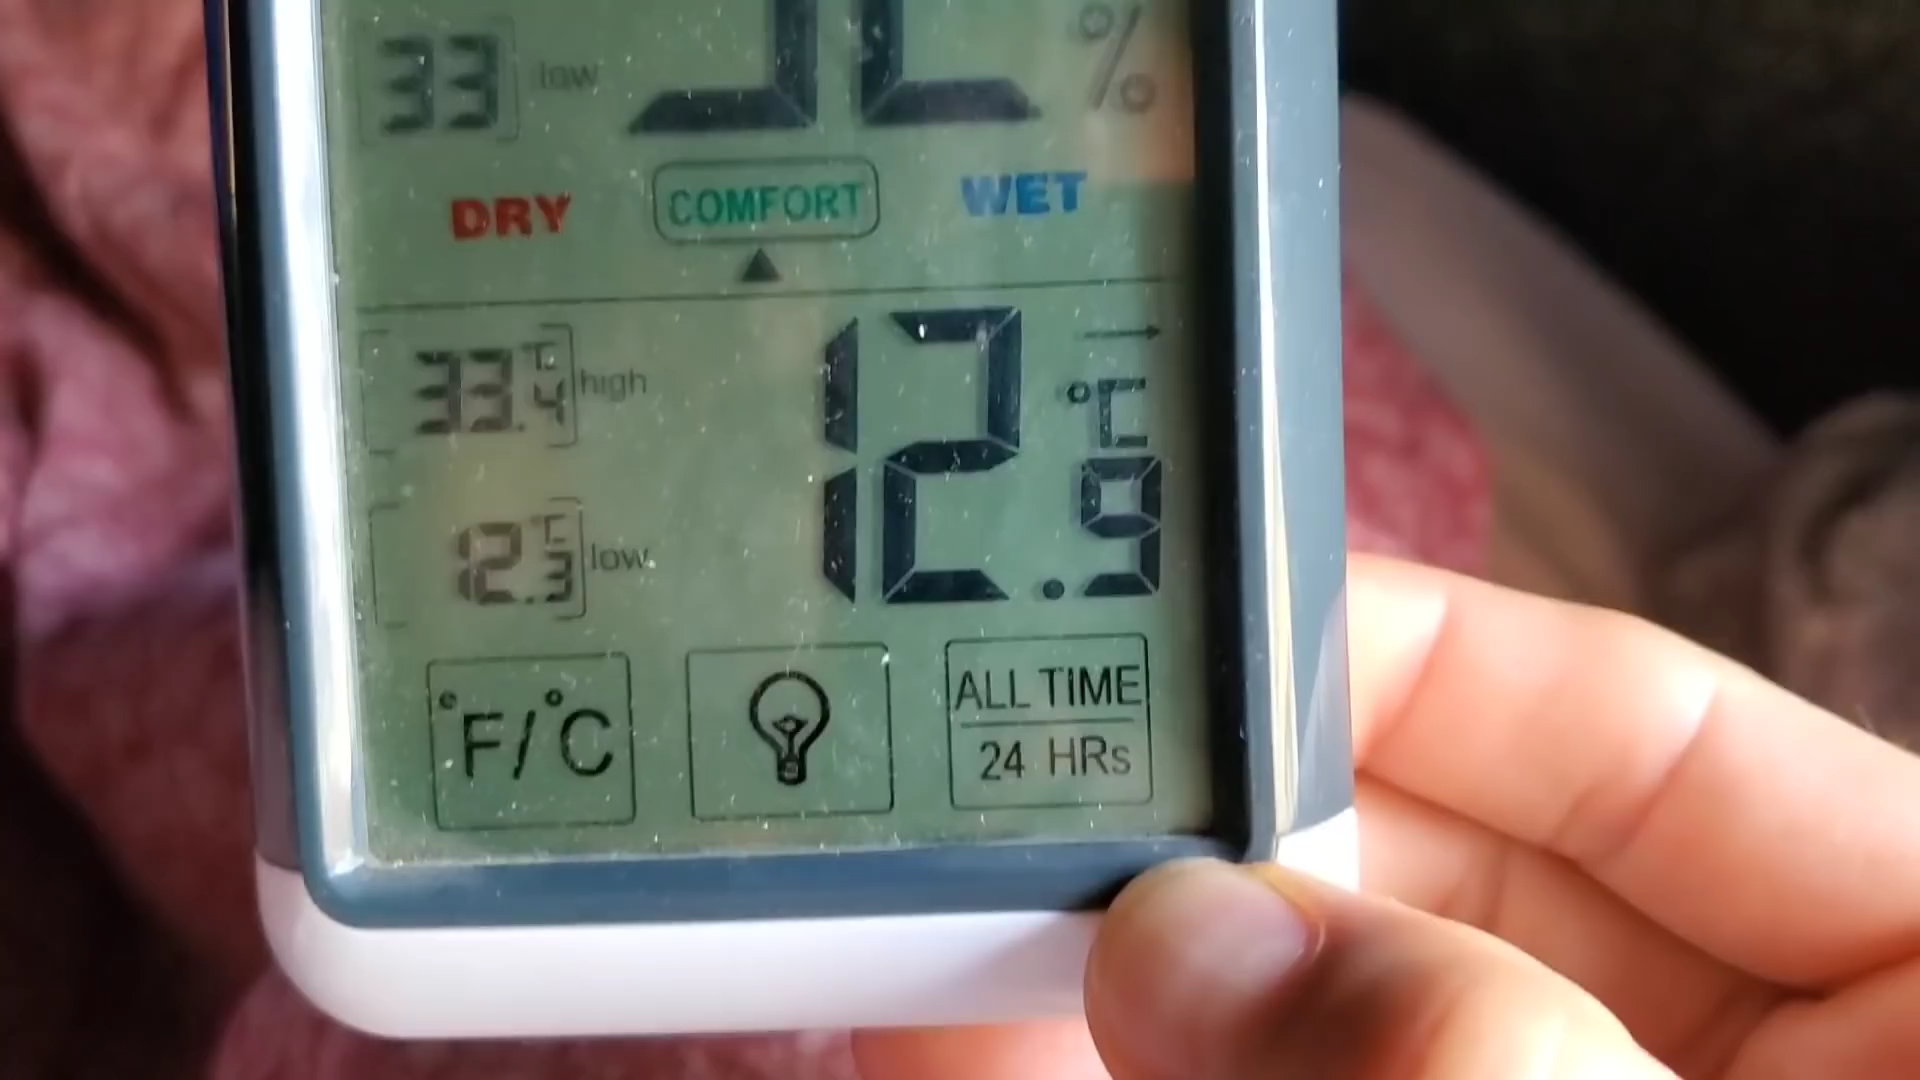 33 low %
DRY COMFORT WET
33.4 °C high
12.9 °C
12.3 °C low
°F/°C
ALL TIME
24 HRs